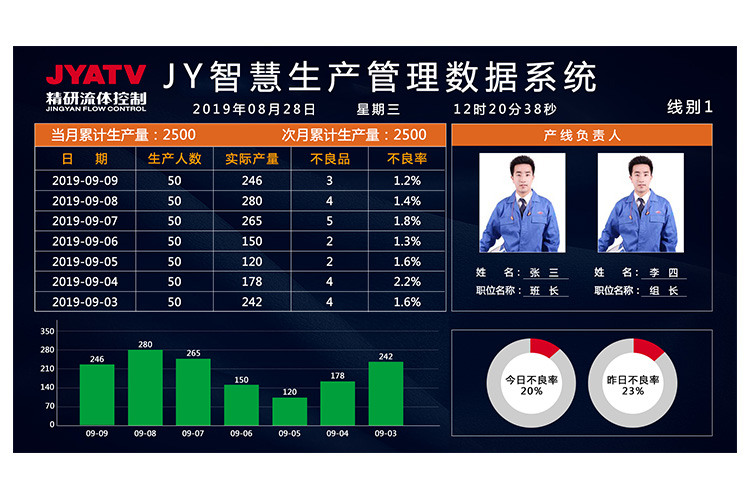 JYATV
精研流体控制
JINGYAN FLOW CONTROL
JY智慧生产管理数据系统
2019年08月28日 星期三 12时20分38秒 线别1
当月累计生产量：2500 次月累计生产量：2500
日 期 生产人数 实际产量 不良品 不良率
2019-09-09 50 246 3 1.2%
2019-09-08 50 280 4 1.4%
2019-09-07 50 265 5 1.8%
2019-09-06 50 150 2 1.3%
2019-09-05 50 120 2 1.6%
2019-09-04 50 178 4 2.2%
2019-09-03 50 242 4 1.6%
产线负责人
姓 名：张 三
职位名称：班 长
姓 名：李 四
职位名称：组 长
350
280
210
140
70
0
246 280 265 150 120 178 242
09-09 09-08 09-07 09-06 09-05 09-04 09-03
今日不良率
20%
昨日不良率
23%